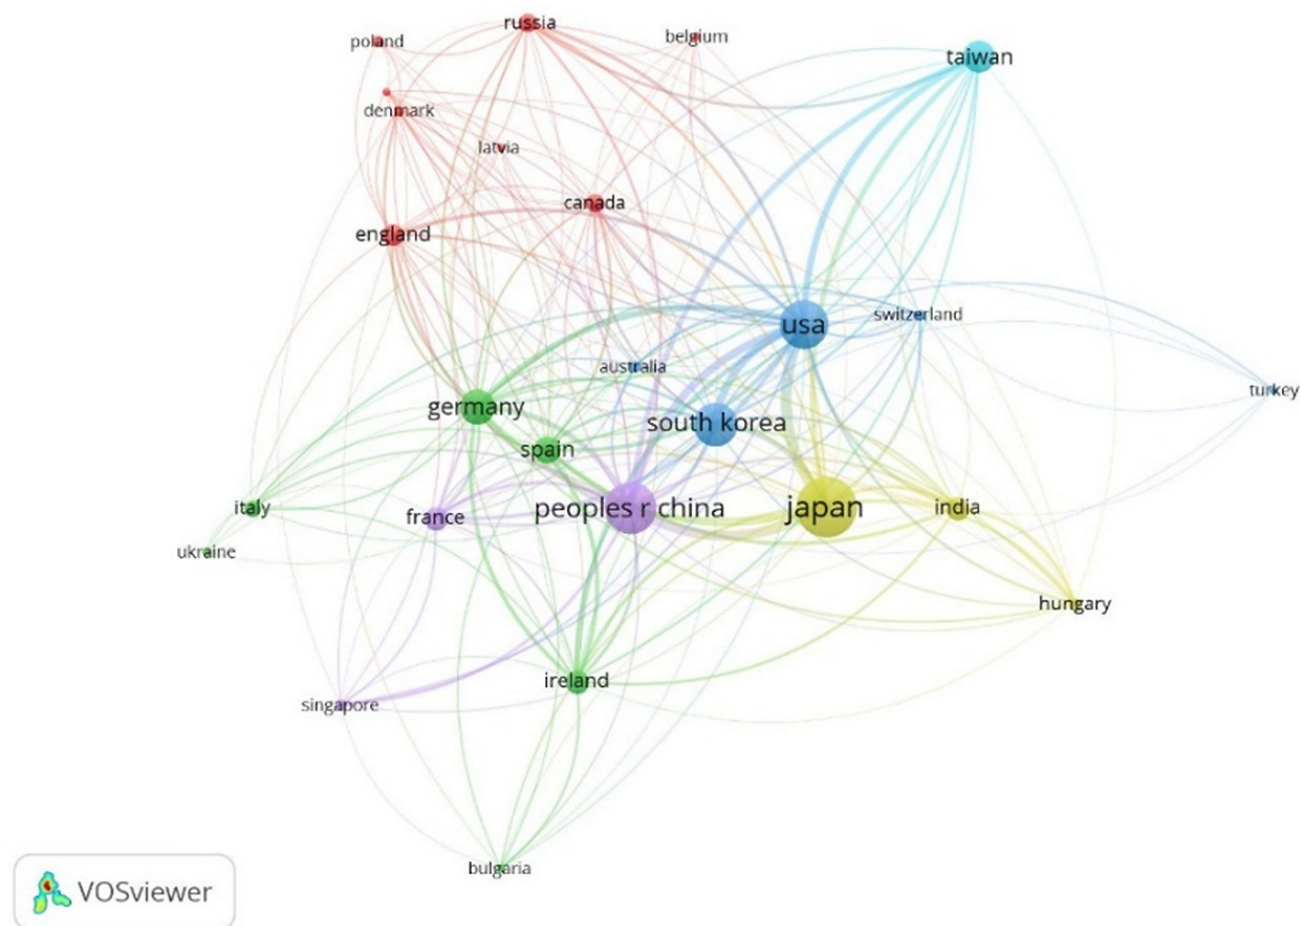 russia
belgium
poland
taiwan
denmark
latvia
canada
england
switzerland
usa
australia
turkey
germany
south korea
spain
italy
france
peoples r china
japan
india
ukraine
hungary
ireland
singapore
bulgaria
VOSviewer